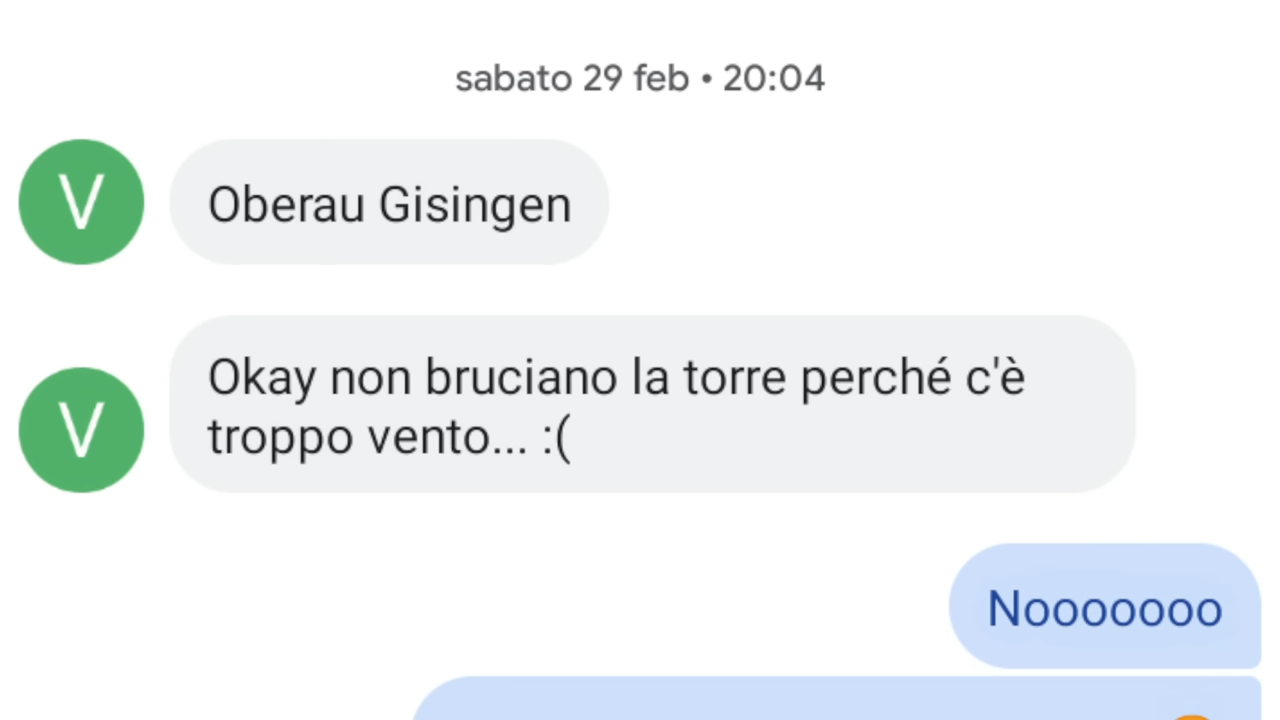 sabato 29 feb • 20:04
V
Oberau Gisingen
Okay non bruciano la torre perché c'è
V
troppo vento... :(
Nooooooo